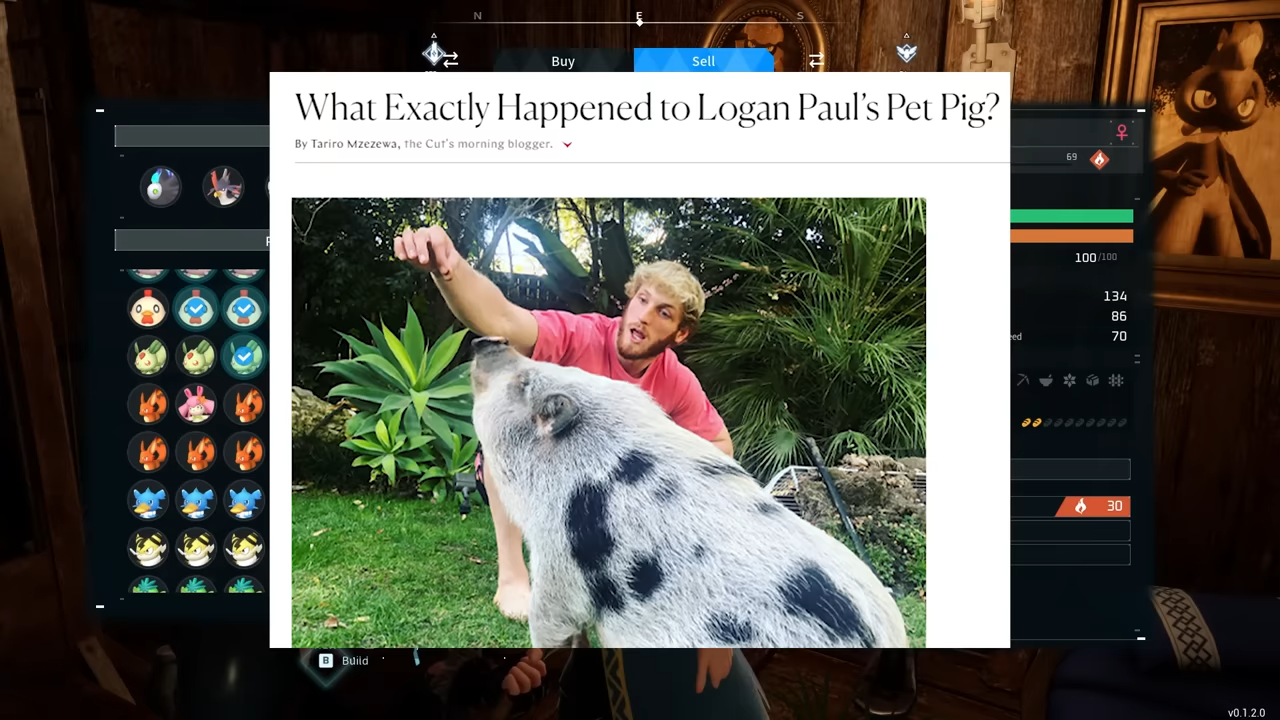 N E S
Buy Sell
What Exactly Happened to Logan Paul's Pet Pig?
By Tariro Mzezewa, the Cut's morning blogger.
69
100/100
134
86
eed 70
30
B Build
v0.1.2.0